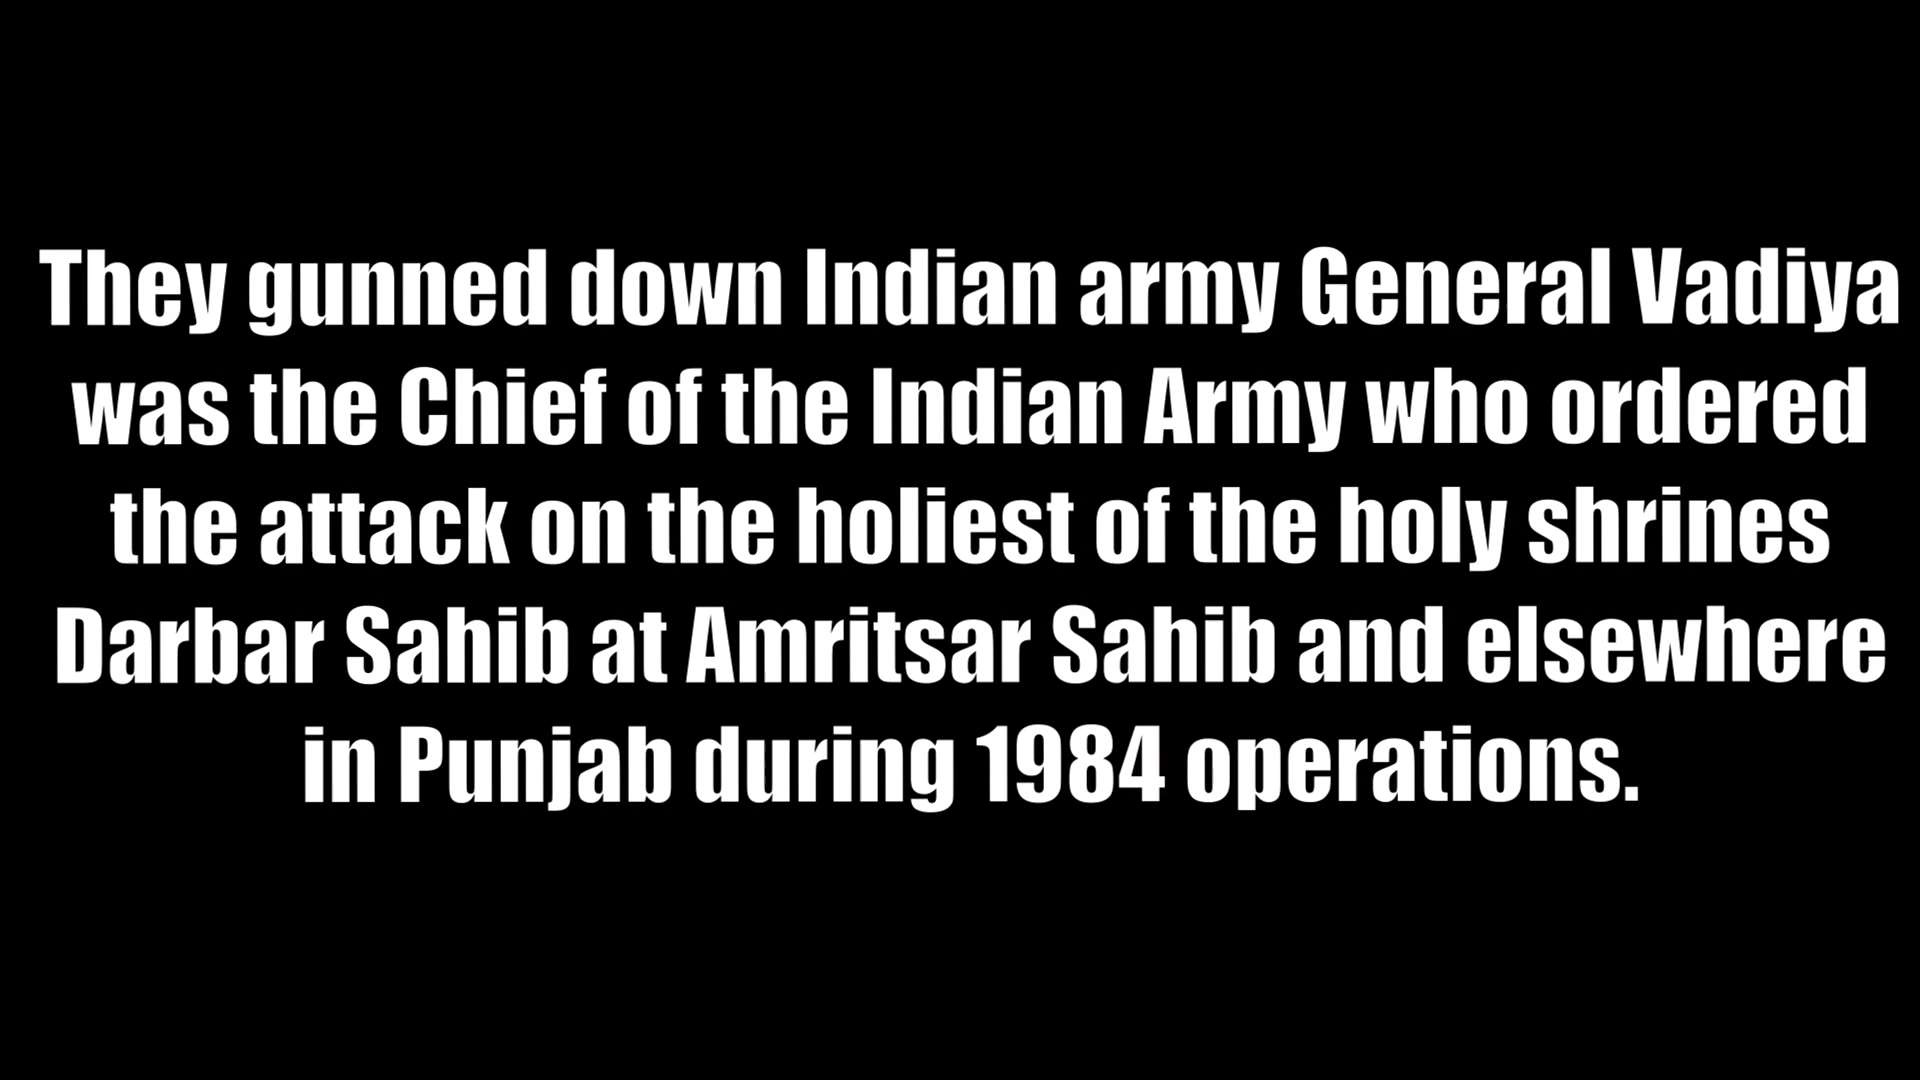 They gunned down Indian army General Vadiya
was the Chief of the Indian Army who ordered
the attack on the holiest of the holy shrines
Darbar Sahib at Amritsar Sahib and elsewhere
in Punjab during 1984 operations.